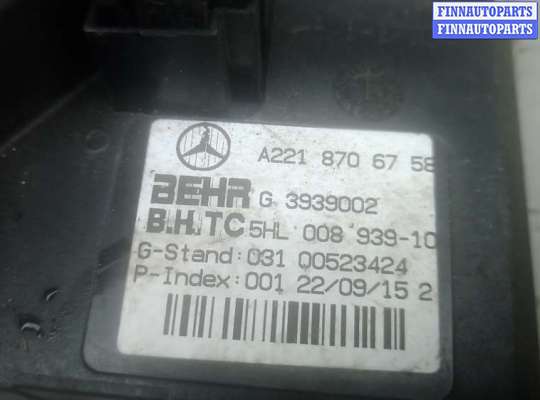 FINNAUTOPARTS
FINNAUTOPARTS
FINNAUTOPARTS
A221 870 67 58
BEHR G 3939002
B.H.TC 5HL 008 939-10
G-Stand:031 00523424
P-Index:001 22/09/15 2